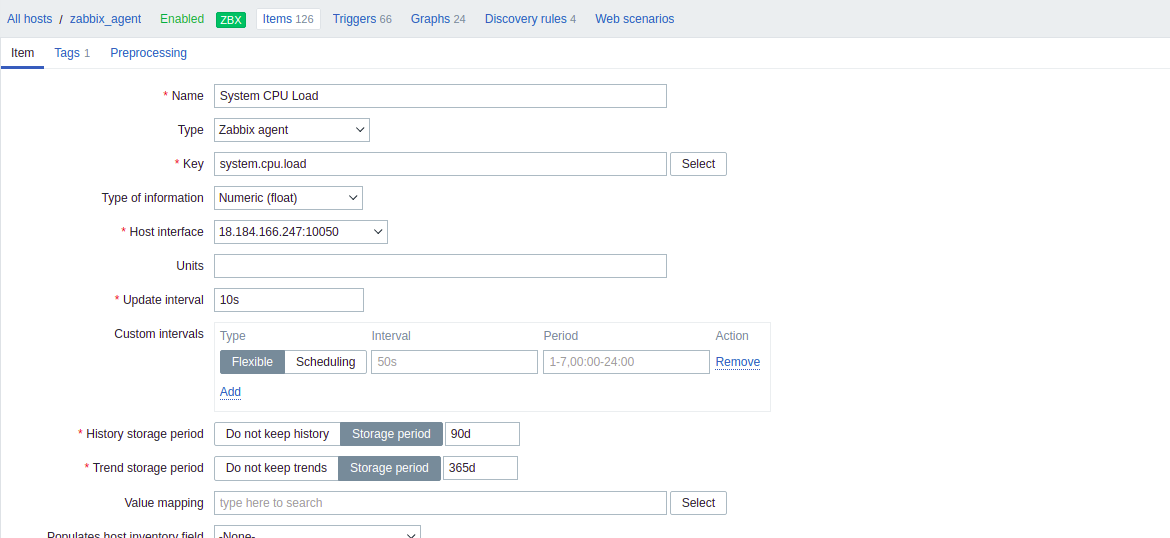 All hosts / zabbix_agent Enabled ZBX Items 126 Triggers 66 Graphs 24 Discovery rules 4 Web scenarios
Item Tags 1 Preprocessing
* Name System CPU Load
Type Zabbix agent
* Key system.cpu.load Select
Type of information Numeric (float)
* Host interface 18.184.166.247:10050
Units
* Update interval 10s
Custom intervals Type Interval Period Action
Flexible Scheduling 50s 1-7,00:00-24:00 Remove
Add
* History storage period Do not keep history Storage period 90d
* Trend storage period Do not keep trends Storage period 365d
Value mapping type here to search Select
Populates host inventory field -None-